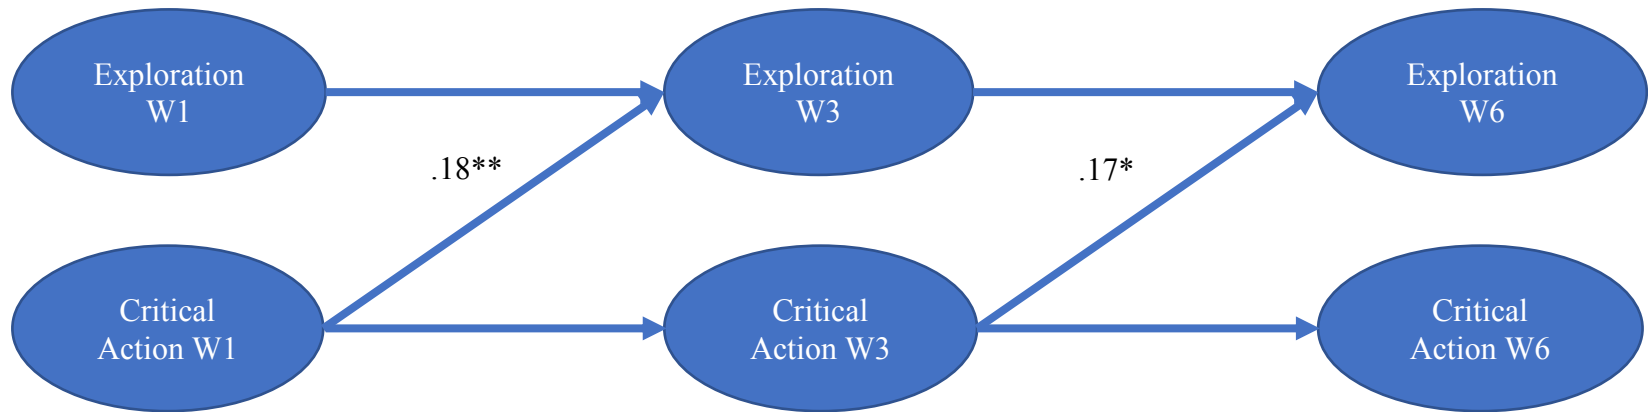 Exploration
W1
Exploration
W3
Exploration
W6
.18**
.17*
Critical
Action W1
Critical
Action W3
Critical
Action W6